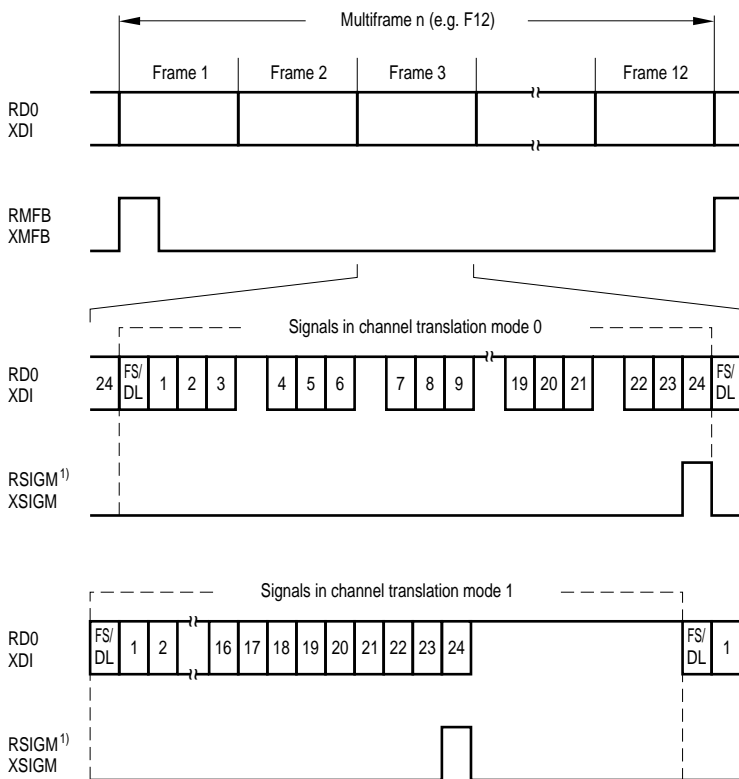 Multiframe n (e.g. F12)
Frame 1 Frame 2 Frame 3 Frame 12
RD0
XDI
RMFB
XMFB
Signals in channel translation mode 0
RD0
XDI
24 FS/DL 1 2 3 4 5 6 7 8 9 19 20 21 22 23 24 FS/DL
RSIGM1)
XSIGM
Signals in channel translation mode 1
RD0
XDI
FS/DL 1 2 16 17 18 19 20 21 22 23 24 FS/DL 1
RSIGM1)
XSIGM